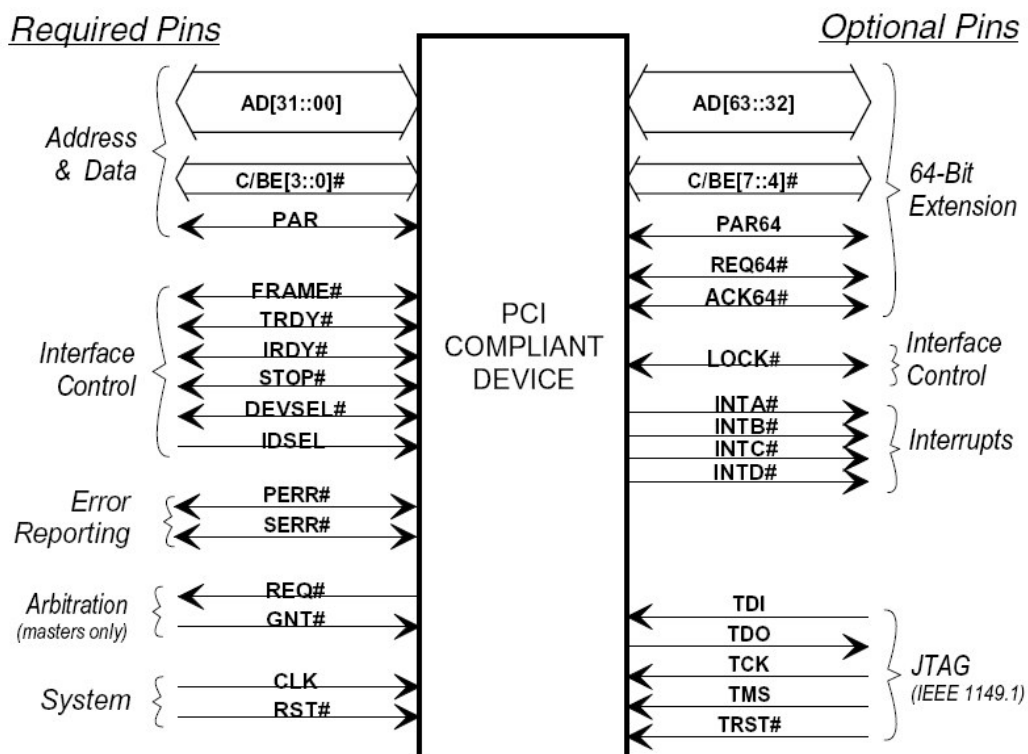 Required Pins
Optional Pins
Address
& Data
AD[31::00]
C/BE[3::0]#
PAR
Interface
Control
FRAME#
TRDY#
IRDY#
STOP#
DEVSEL#
IDSEL
Error
Reporting
PERR#
SERR#
Arbitration
(masters only)
REQ#
GNT#
System
CLK
RST#
PCI
COMPLIANT
DEVICE
AD[63::32]
C/BE[7::4]#
PAR64
REQ64#
ACK64#
64-Bit
Extension
LOCK#
Interface
Control
INTA#
INTB#
INTC#
INTD#
Interrupts
TDI
TDO
TCK
TMS
TRST#
JTAG
(IEEE 1149.1)